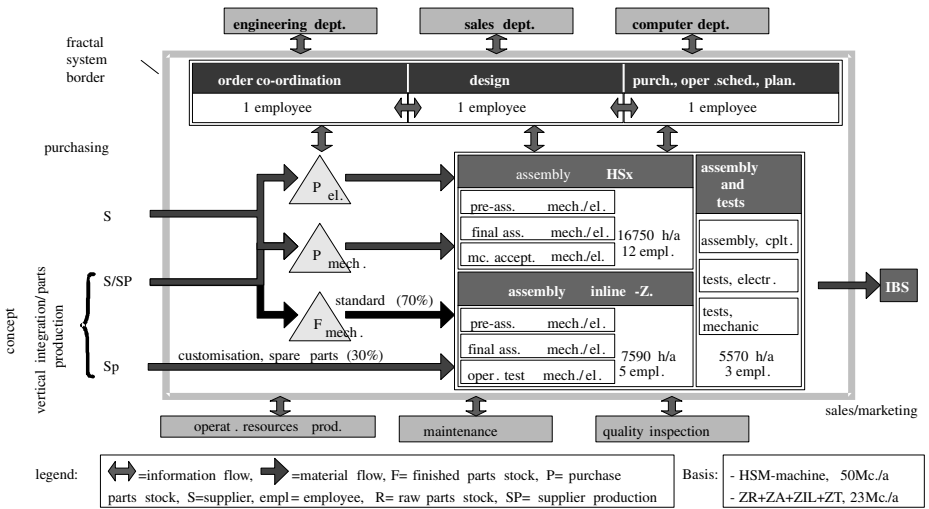 engineering dept.
sales dept.
computer dept.
fractal
system
border
order co-ordination
design
purch., oper .sched., plan.
1 employee
1 employee
1 employee
purchasing
S
S/SP
Sp
concept
vertical integration/parts
production
P
el.
P
mech.
F
mech.
standard (70%)
customisation, spare parts (30%)
assembly HSx
pre-ass. mech./el.
final ass. mech./el.
mc. accept. mech./el.
16750 h/a
12 empl.
assembly inline -Z.
pre-ass. mech./el.
final ass. mech./el.
oper. test mech./el.
7590 h/a
5 empl.
assembly
and
tests
assembly, cplt.
tests, electr.
tests,
mechanic
5570 h/a
3 empl.
IBS
sales/marketing
operat. resources prod.
maintenance
quality inspection
legend:
=information flow, =material flow, F= finished parts stock, P= purchase
parts stock, S=supplier, empl= employee, R= raw parts stock, SP= supplier production
Basis:
- HSM-machine, 50Mc./a
- ZR+ZA+ZIL+ZT, 23Mc./a